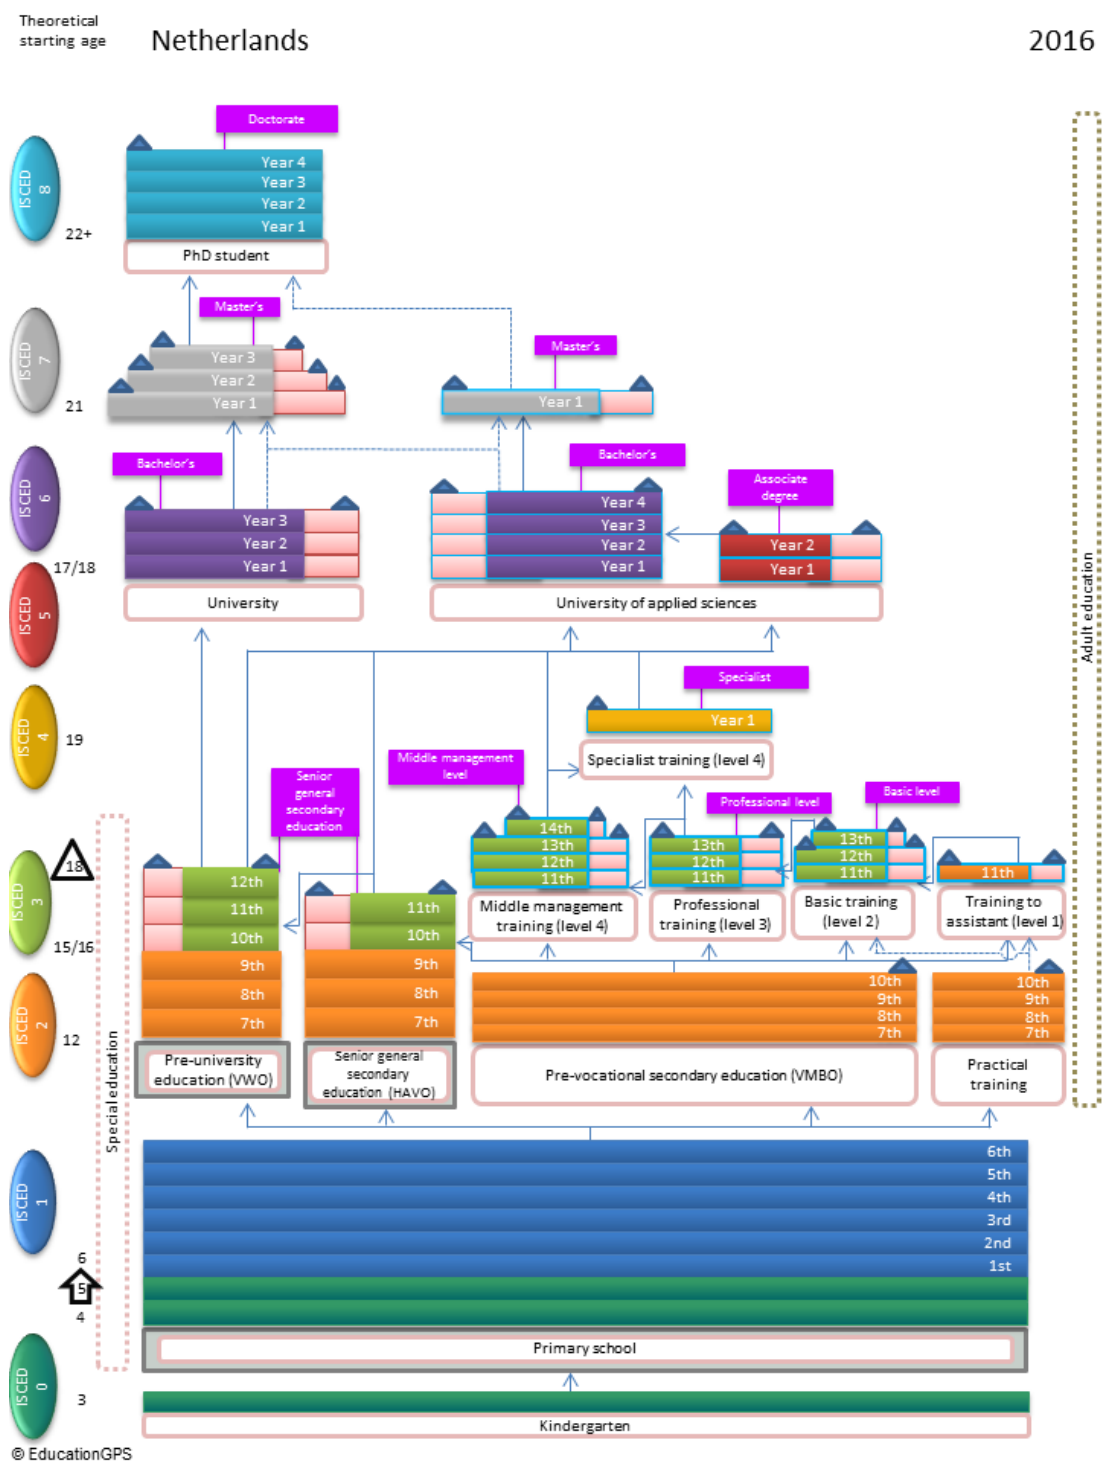 Theoretical
starting age
Netherlands
2016
Doctorate
ISCED 8
Year 4
Year 3
Year 2
Year 1
22+
PhD student
Master's
Master's
ISCED 7
Year 3
Year 2
Year 1
Year 1
21
Bachelor's
Bachelor's
Associate
degree
ISCED 6
Year 3
Year 2
Year 1
Year 4
Year 3
Year 2
Year 1
Year 2
Year 1
17/18
ISCED 5
University
University of applied sciences
Adult education
Specialist
ISCED 4
19
Year 1
Specialist training (level 4)
Middle management
level
Senior
general
secondary
education
Professional level
Basic level
18
ISCED 3
12th
11th
10th
11th
10th
14th
13th
12th
11th
13th
12th
11th
13th
12th
11th
11th
Middle management
training (level 4)
Professional
training (level 3)
Basic training
(level 2)
Training to
assistant (level 1)
15/16
ISCED 2
9th
8th
7th
9th
8th
7th
10th
9th
8th
7th
10th
9th
8th
7th
12
Pre-university
education (VWO)
Senior general
secondary
education (HAVO)
Pre-vocational secondary education (VMBO)
Practical
training
Special education
ISCED 1
6th
5th
4th
3rd
2nd
1st
6
5
4
Primary school
ISCED 0
3
Kindergarten
© EducationGPS